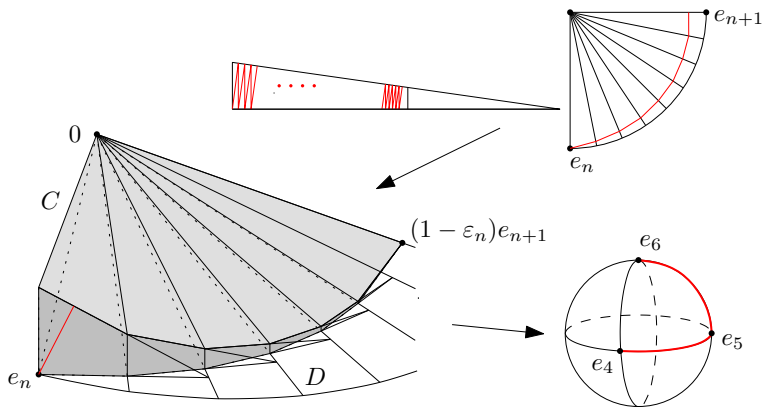 e_{n+1}
e_n
0
C
(1 − ε_n)e_{n+1}
e_6
e_5
e_4
e_n
D